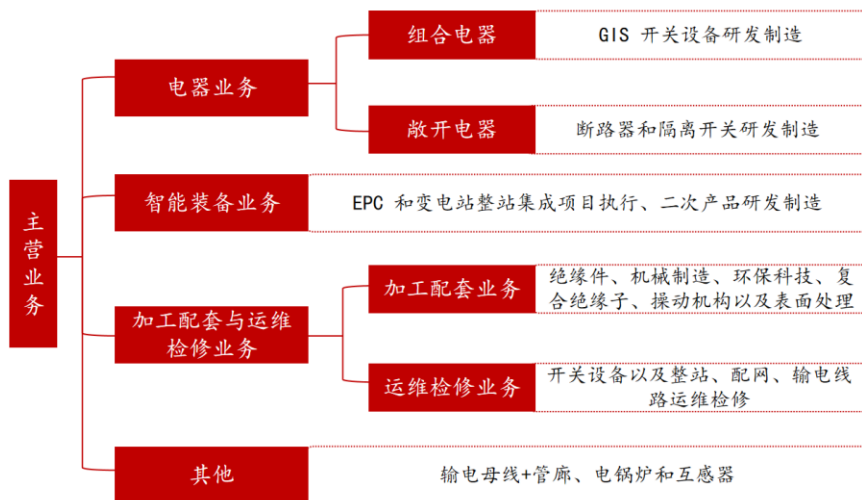 主营业务
电器业务
组合电器
GIS 开关设备研发制造
敞开电器
断路器和隔离开关研发制造
智能装备业务
EPC 和变电站整站集成项目执行、二次产品研发制造
加工配套与运维
检修业务
加工配套业务
绝缘件、机械制造、环保科技、复
合绝缘子、操动机构以及表面处理
运维检修业务
开关设备以及整站、配网、输电线
路运维检修
其他
输电母线+管廊、电锅炉和互感器